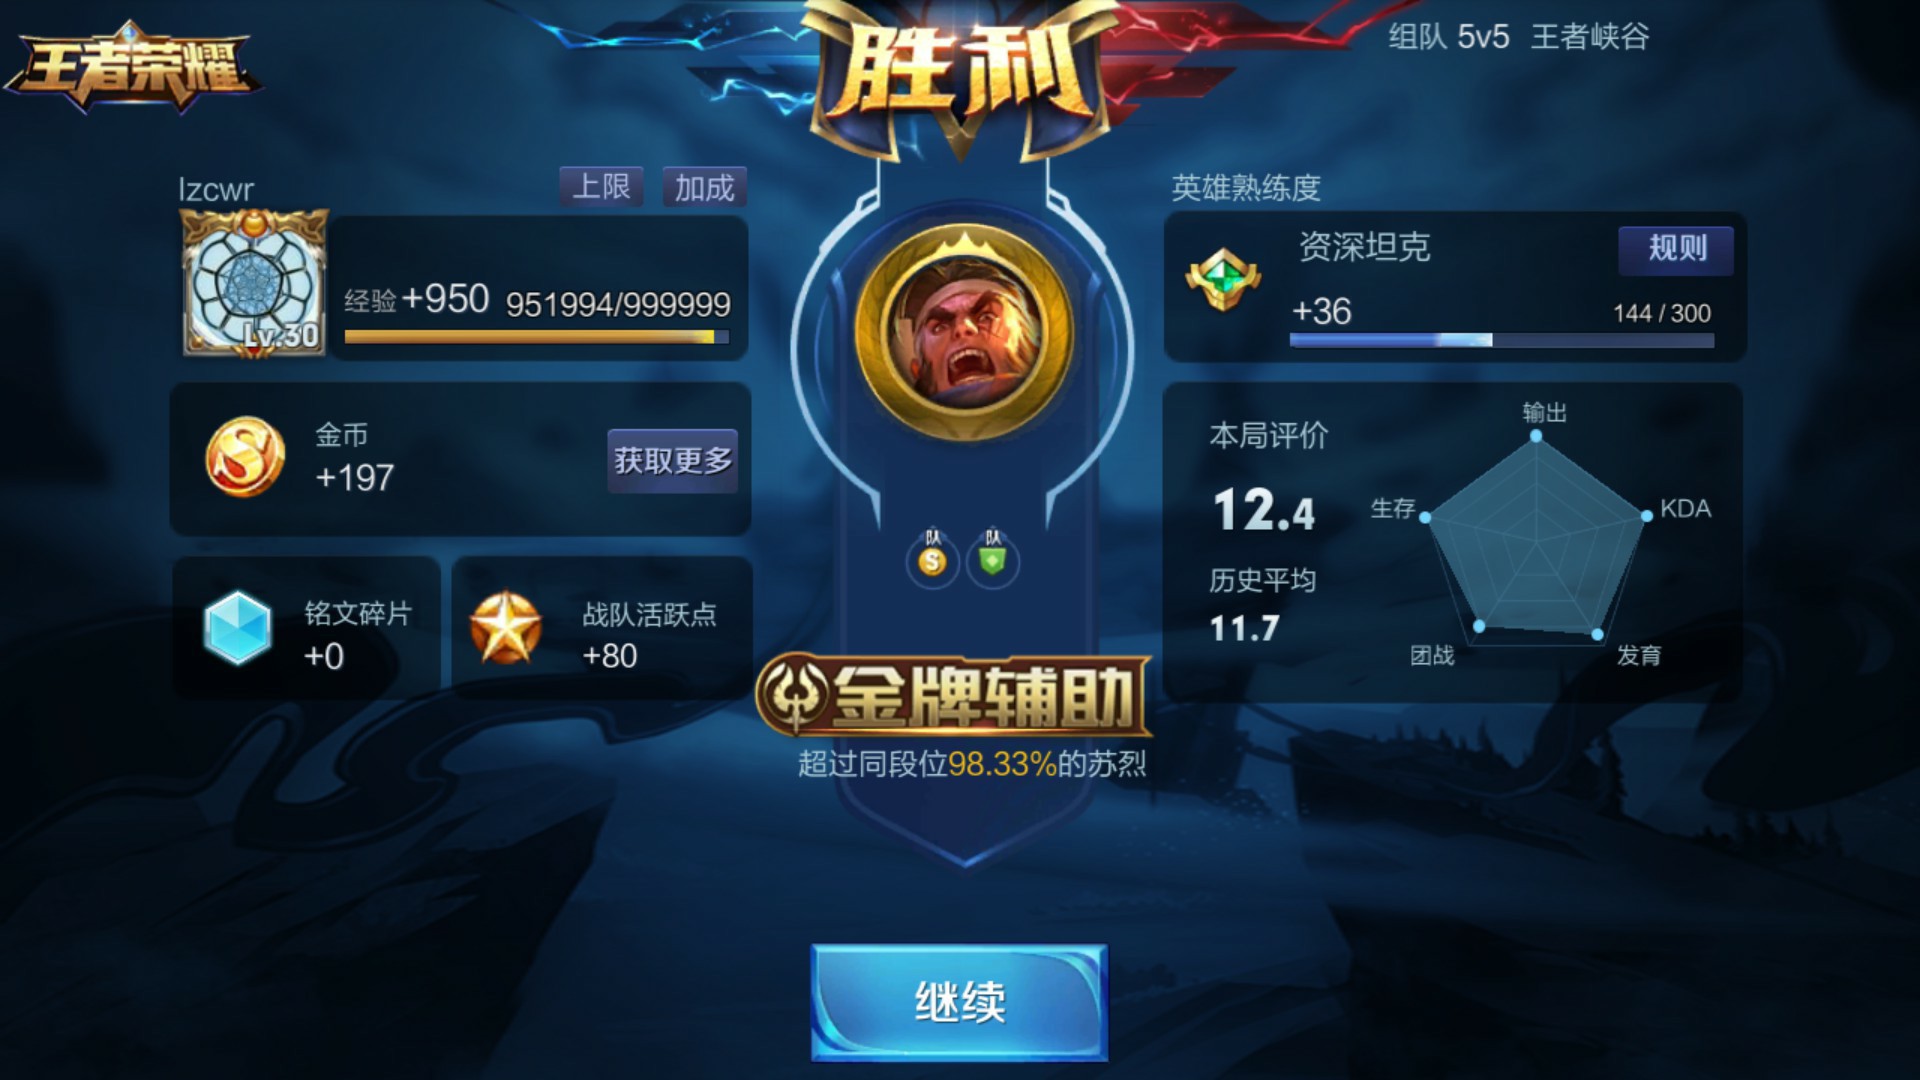 王者荣耀
胜利
组队 5v5 王者峡谷
lzcwr
上限
加成
Lv.30
经验+950 951994/999999
金币
+197
获取更多
铭文碎片
+0
战队活跃点
+80
队
队
S
金牌辅助
超过同段位98.33%的苏烈
英雄熟练度
资深坦克
规则
+36
144 / 300
本局评价
12.4
历史平均
11.7
输出
生存
KDA
团战
发育
继续